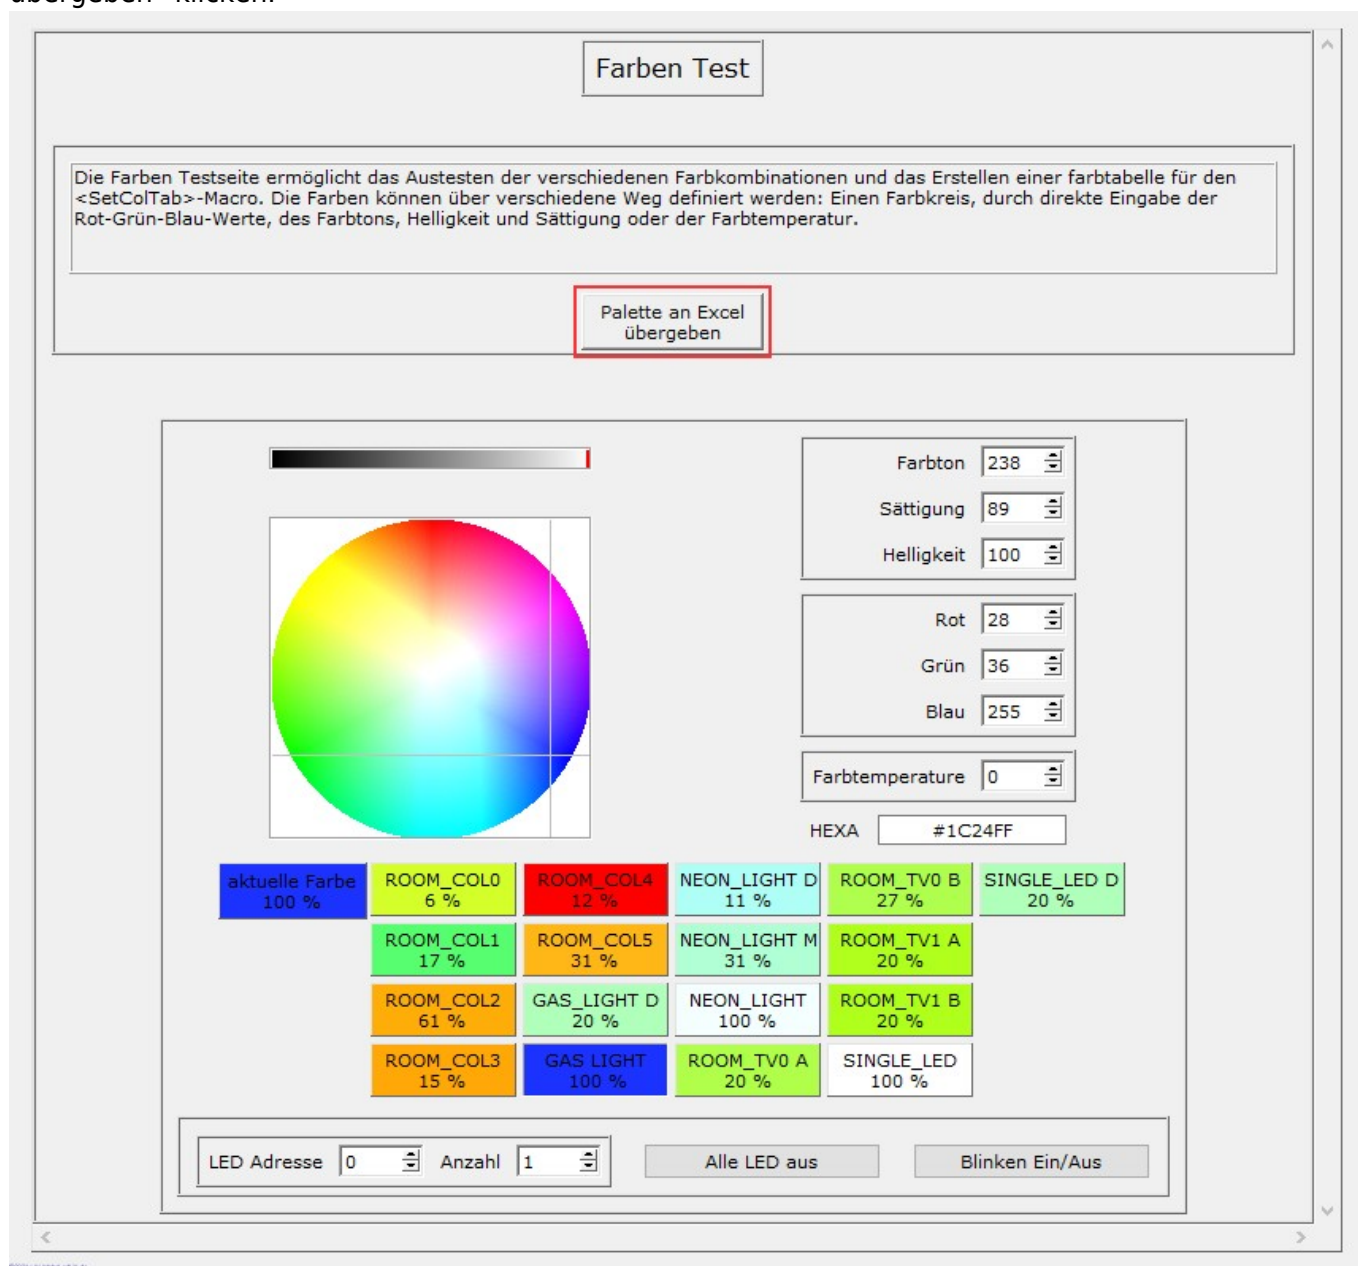 übergeben" klicken.
Farben Test
Die Farben Testseite ermöglicht das Austesten der verschiedenen Farbkombinationen und das Erstellen einer farbtabelle für den
<SetColTab>-Macro. Die Farben können über verschiedene Weg definiert werden: Einen Farbkreis, durch direkte Eingabe der
Rot-Grün-Blau-Werte, des Farbtons, Helligkeit und Sättigung oder der Farbtemperatur.
Palette an Excel
übergeben
Farbton 238
Sättigung 89
Helligkeit 100
Rot 28
Grün 36
Blau 255
Farbtemperature 0
HEXA #1C24FF
aktuelle Farbe ROOM_COL0 ROOM_COL4 NEON_LIGHT D ROOM_TV0 B SINGLE_LED D
100 % 6 % 12 % 11 % 27 % 20 %
ROOM_COL1 ROOM_COL5 NEON_LIGHT M ROOM_TV1 A
17 % 31 % 31 % 20 %
ROOM_COL2 GAS_LIGHT D NEON_LIGHT ROOM_TV1 B
61 % 20 % 100 % 20 %
ROOM_COL3 GAS LIGHT ROOM_TV0 A SINGLE_LED
15 % 100 % 20 % 100 %
LED Adresse 0 Anzahl 1 Alle LED aus Blinken Ein/Aus